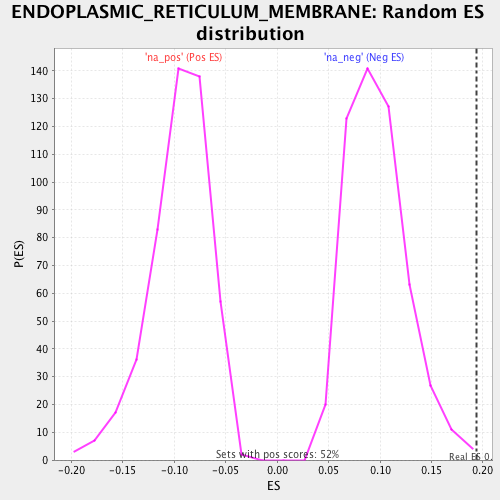 ENDOPLASMIC_RETICULUM_MEMBRANE: Random ES
distribution
'na_pos' (Pos ES) 'na_neg' (Neg ES)
140
130
120
110
100
90
80
70
60
50
40
30
20
10
0
P(ES)
Sets with pos scores: 52%
Real ES 0.
-0.20 -0.15 -0.10 -0.05 0.00 0.05 0.10 0.15 0.20
ES